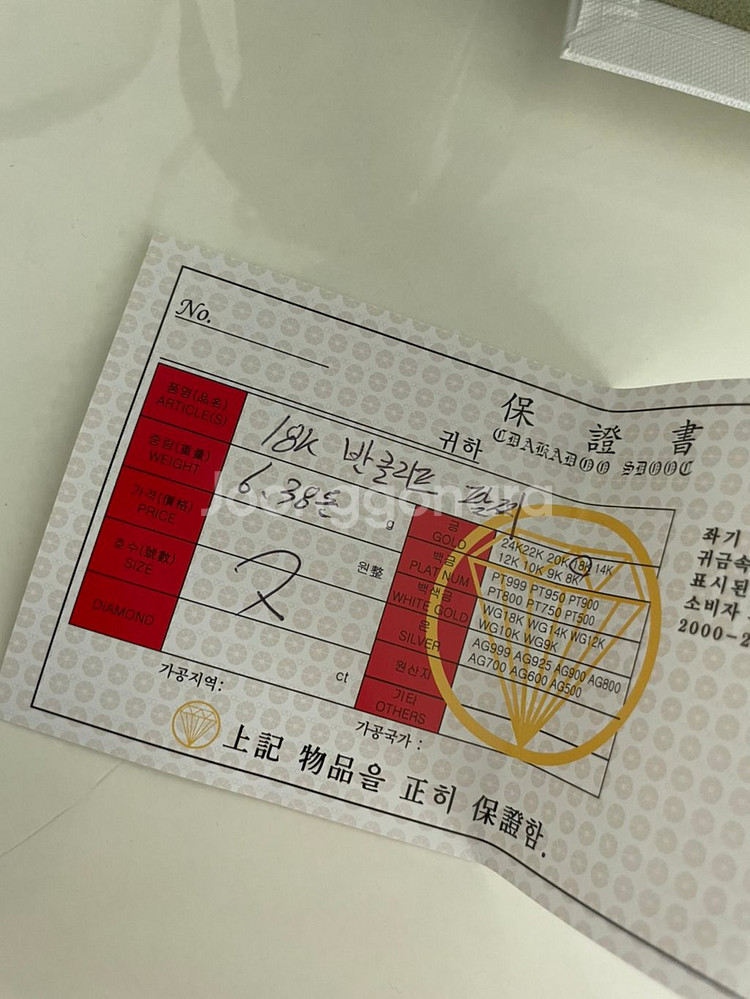 No.
保 證 書
귀하
CDARADOO SDOOC
품명(品名)
ARTICLE(S)
18K 반클리프 팔찌
중량(重量)
WEIGHT
6.38돈
g
가격(價格)
PRICE
원整
호수(號數)
SIZE
2
DIAMOND
ct
금
GOLD
24K 22K 20K 18K 14K
12K 10K 9K 8K
백금
PLATINUM
PT999 PT950 PT900
PT800 PT750 PT500
백색금
WHITE GOLD
WG18K WG14K WG12K
WG10K WG9K
은
SILVER
AG999 AG925 AG900 AG800
AG700 AG600 AG500
원산지
기타
OTHERS
가공지역:
가공국가 :
上記 物品을 正히 保證함.
좌기
귀금속
표시된
소비자
2000-2
Joonggonara